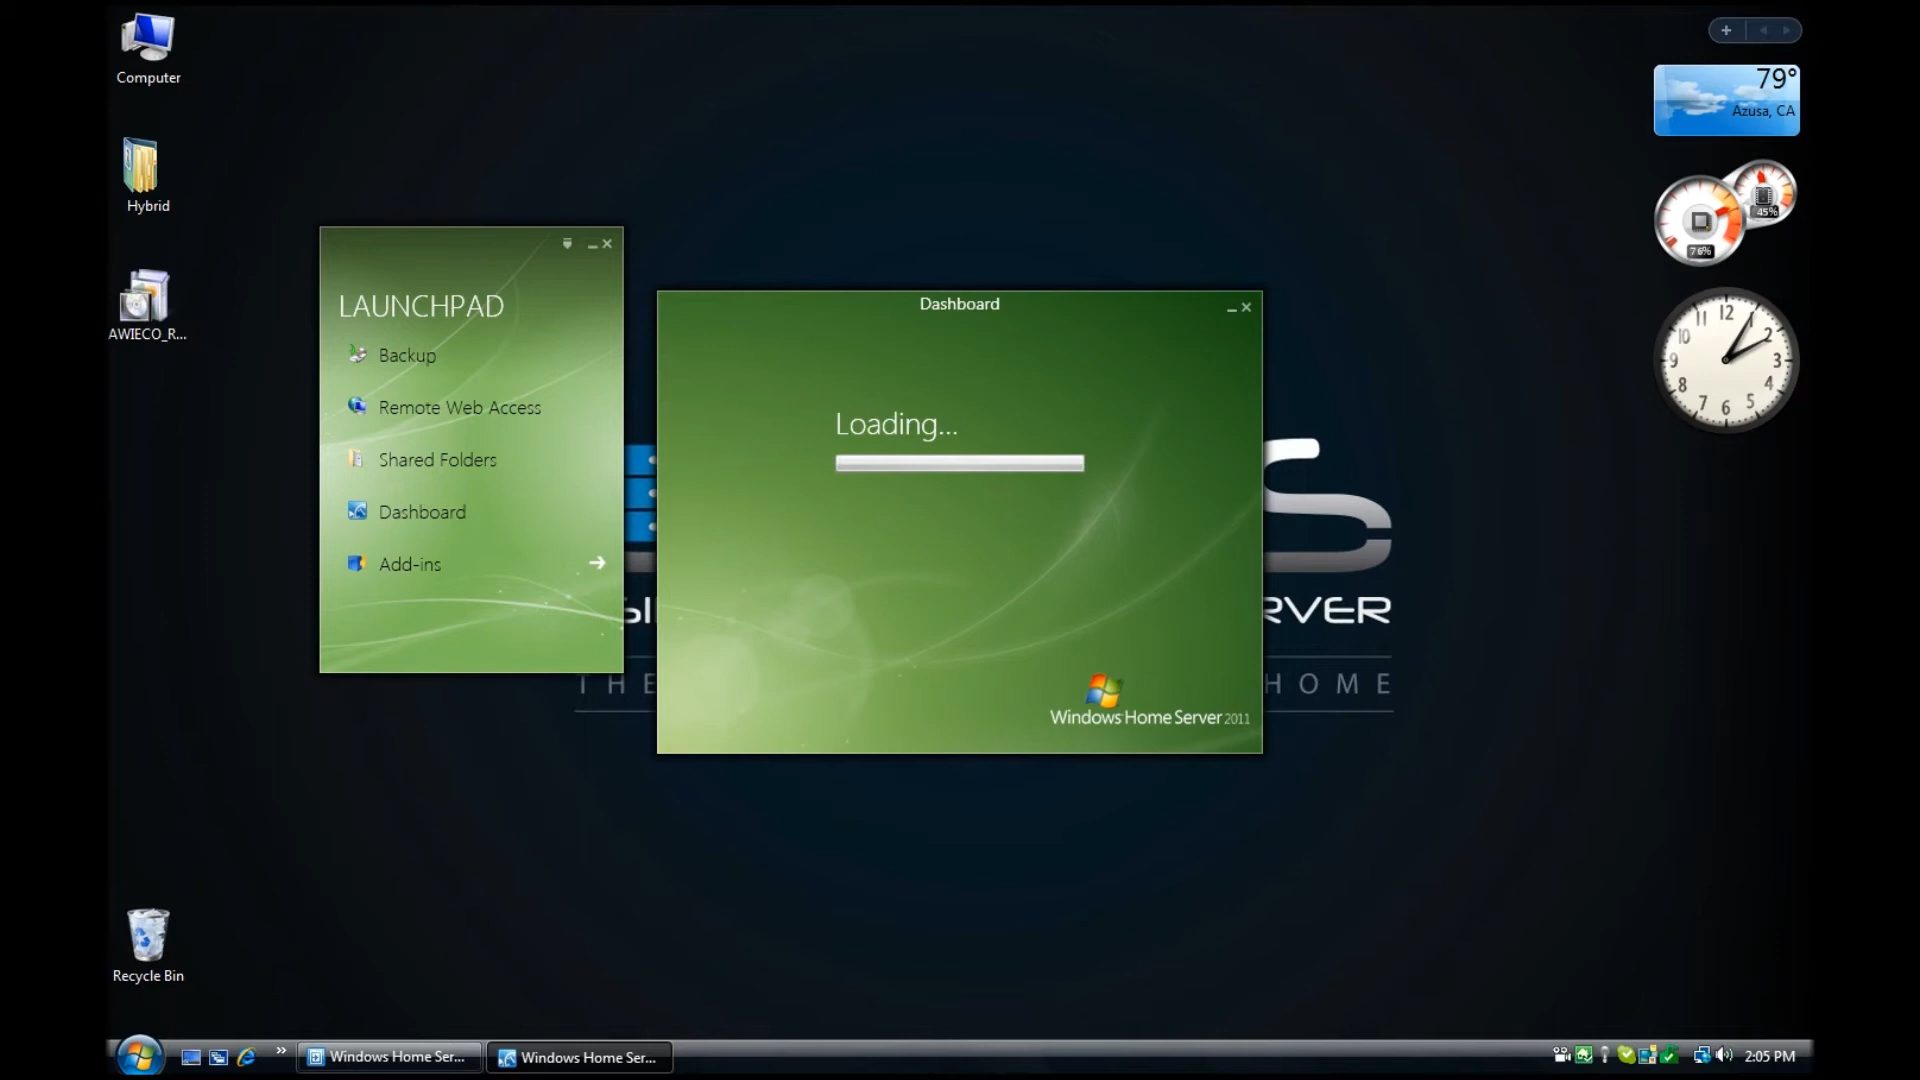 Computer
Hybrid
AWIECO_R...
Recycle Bin
LAUNCHPAD
Backup
Remote Web Access
Shared Folders
Dashboard
Add-ins
Dashboard
Loading...
Windows Home Server 2011
S
RVER
THE
HOME
79°
Azusa, CA
45%
76%
12
1
2
3
4
5
6
7
8
9
10
11
Windows Home Ser...
Windows Home Ser...
2:05 PM